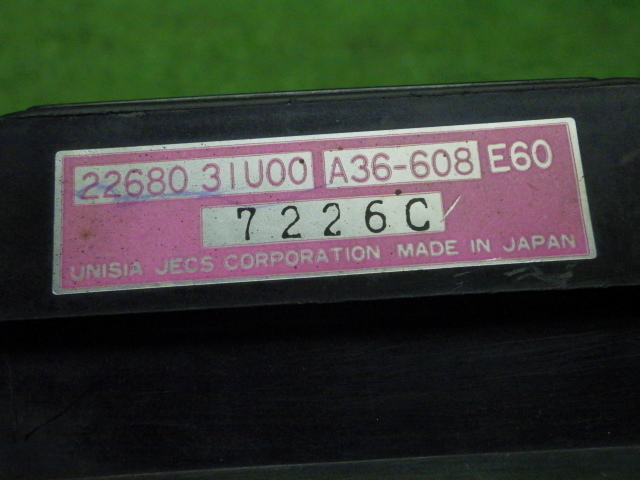 22680 31U00 A36-608 E60
7226C
UNISIA JECS CORPORATION MADE IN JAPAN